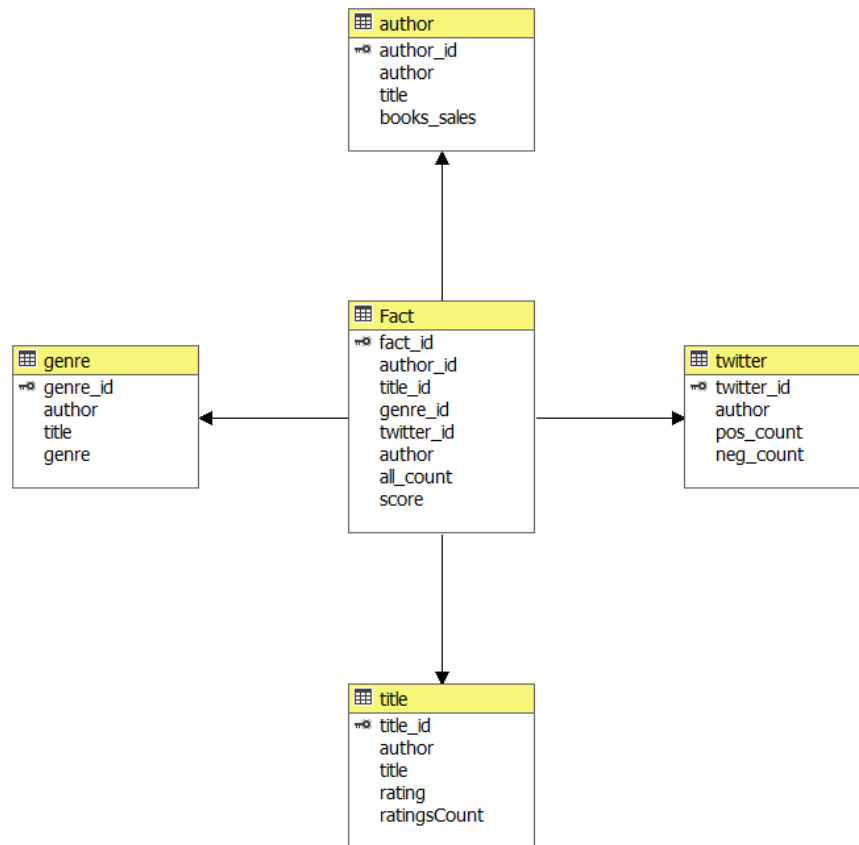 author
author_id
author
title
books_sales
Fact
fact_id
author_id
title_id
genre_id
twitter_id
author
all_count
score
genre
genre_id
author
title
genre
twitter
twitter_id
author
pos_count
neg_count
title
title_id
author
title
rating
ratingsCount